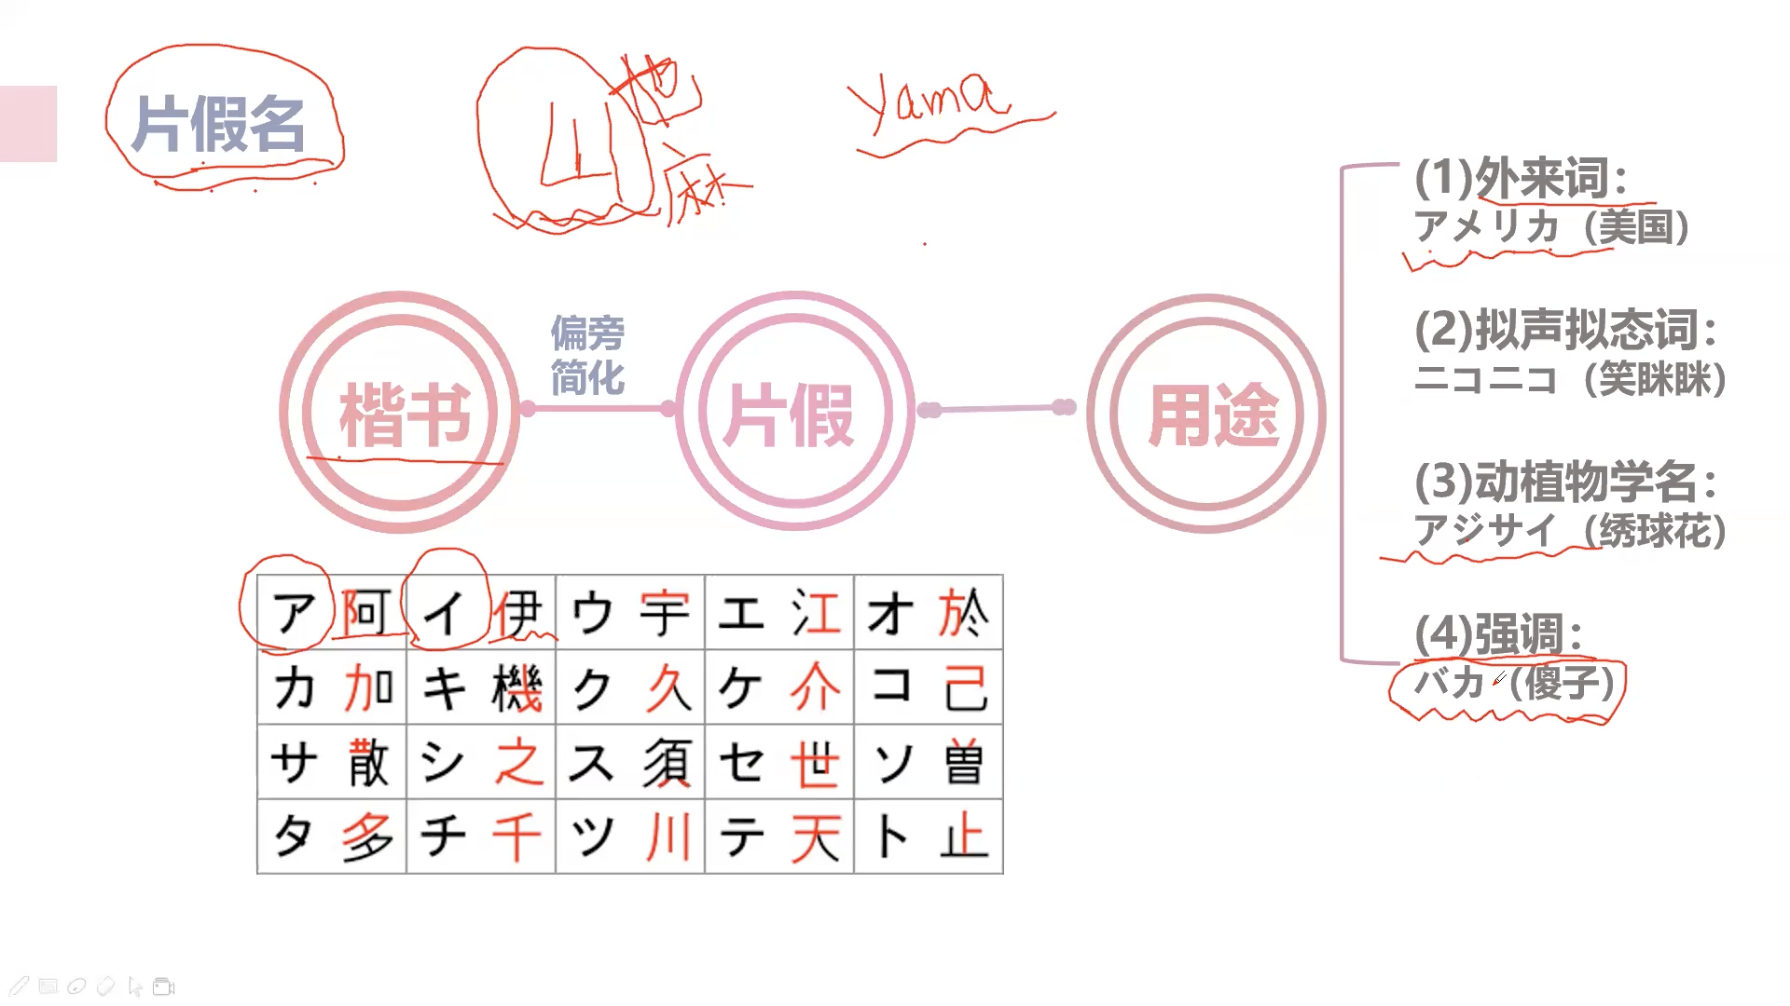 片假名
山
也
麻
yama
(1)外来词：
アメリカ（美国）
(2)拟声拟态词：
ニコニコ（笑眯眯）
(3)动植物学名：
アジサイ（绣球花）
(4)强调：
バカ（傻子）
楷书
偏旁
简化
片假
用途
ア 阿 イ 伊 ウ 宇 エ 江 オ 於
カ 加 キ 機 ク 久 ケ 介 コ 己
サ 散 シ 之 ス 須 セ 世 ソ 曽
タ 多 チ 千 ツ 川 テ 天 ト 止